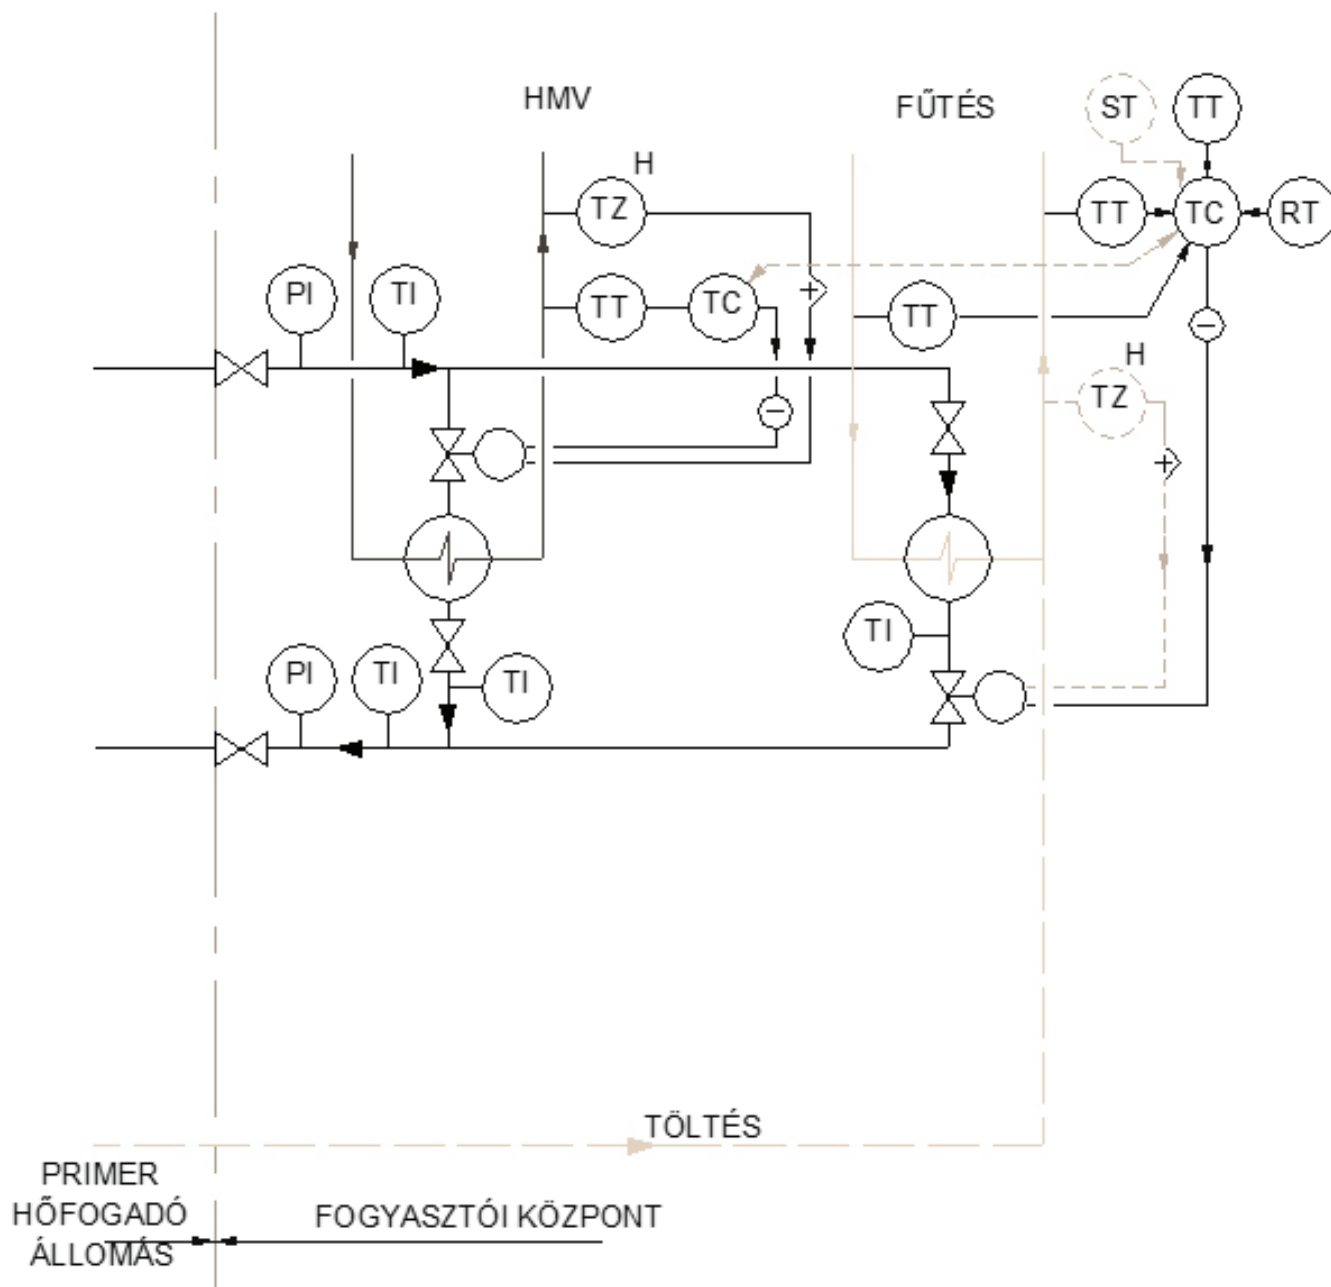 HMV
FŰTÉS
ST
TT
H
TZ
TT
TC
RT
PI
TI
TT
TC
TT
H
TZ
TI
PI
TI
TI
TÖLTÉS
PRIMER
HŐFOGADÓ
ÁLLOMÁS
FOGYASZTÓI KÖZPONT